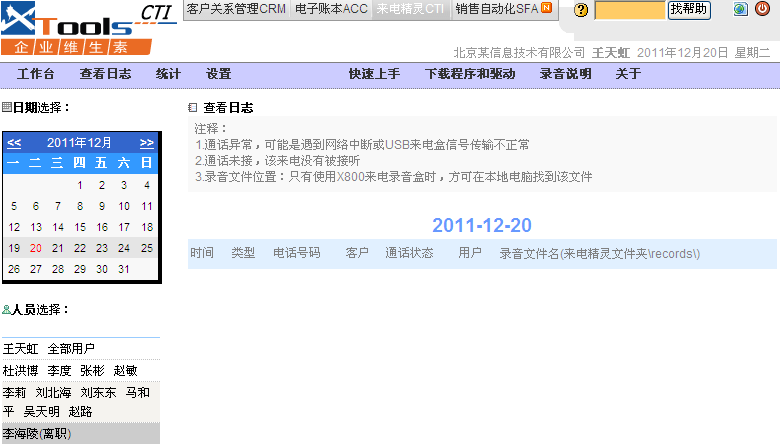 XTools CTI
企业维生素
客户关系管理CRM 电子账本ACC 来电精灵CTI 销售自动化SFA N
? 找帮助
北京某信息技术有限公司 王天虹 2011年12月20日 星期二
工作台 查看日志 统计 设置 快速上手 下载程序和驱动 录音说明 关于
日期选择：
<< 2011年12月 >>
一 二 三 四 五 六 日
1 2 3 4
5 6 7 8 9 10 11
12 13 14 15 16 17 18
19 20 21 22 23 24 25
26 27 28 29 30 31
人员选择：
王天虹 全部用户
杜洪博 李度 张彬 赵敏
李莉 刘北海 刘东东 马和
平 吴天明 赵路
李海陵(离职)
查看日志
注释：
1.通话异常，可能是遇到网络中断或USB来电盒信号传输不正常
2.通话未接，该来电没有被接听
3.录音文件位置：只有使用X800来电录音盒时，方可在本地电脑找到该文件
2011-12-20
时间 类型 电话号码 客户 通话状态 用户 录音文件名(来电精灵文件夹\records\)